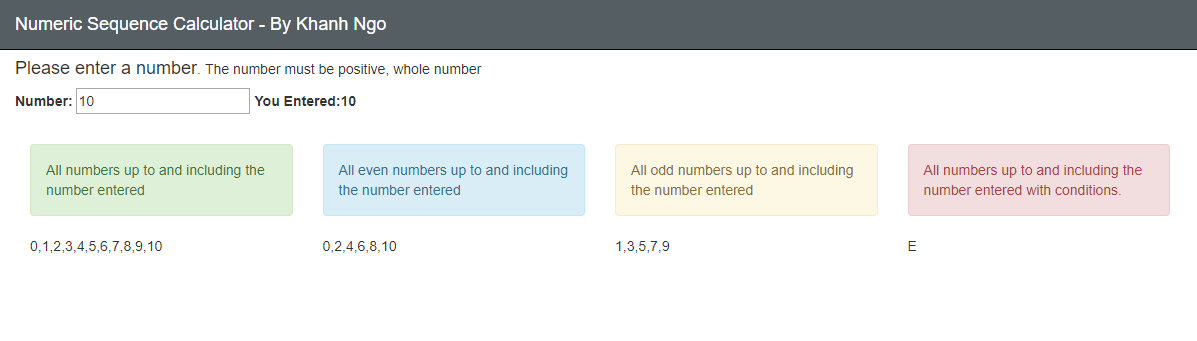 Numeric Sequence Calculator - By Khanh Ngo
Please enter a number. The number must be positive, whole number
Number: 10 You Entered:10
All numbers up to and including the
number entered
All even numbers up to and including
the number entered
All odd numbers up to and including
the number entered
All numbers up to and including the
number entered with conditions.
0,1,2,3,4,5,6,7,8,9,10
0,2,4,6,8,10
1,3,5,7,9
E